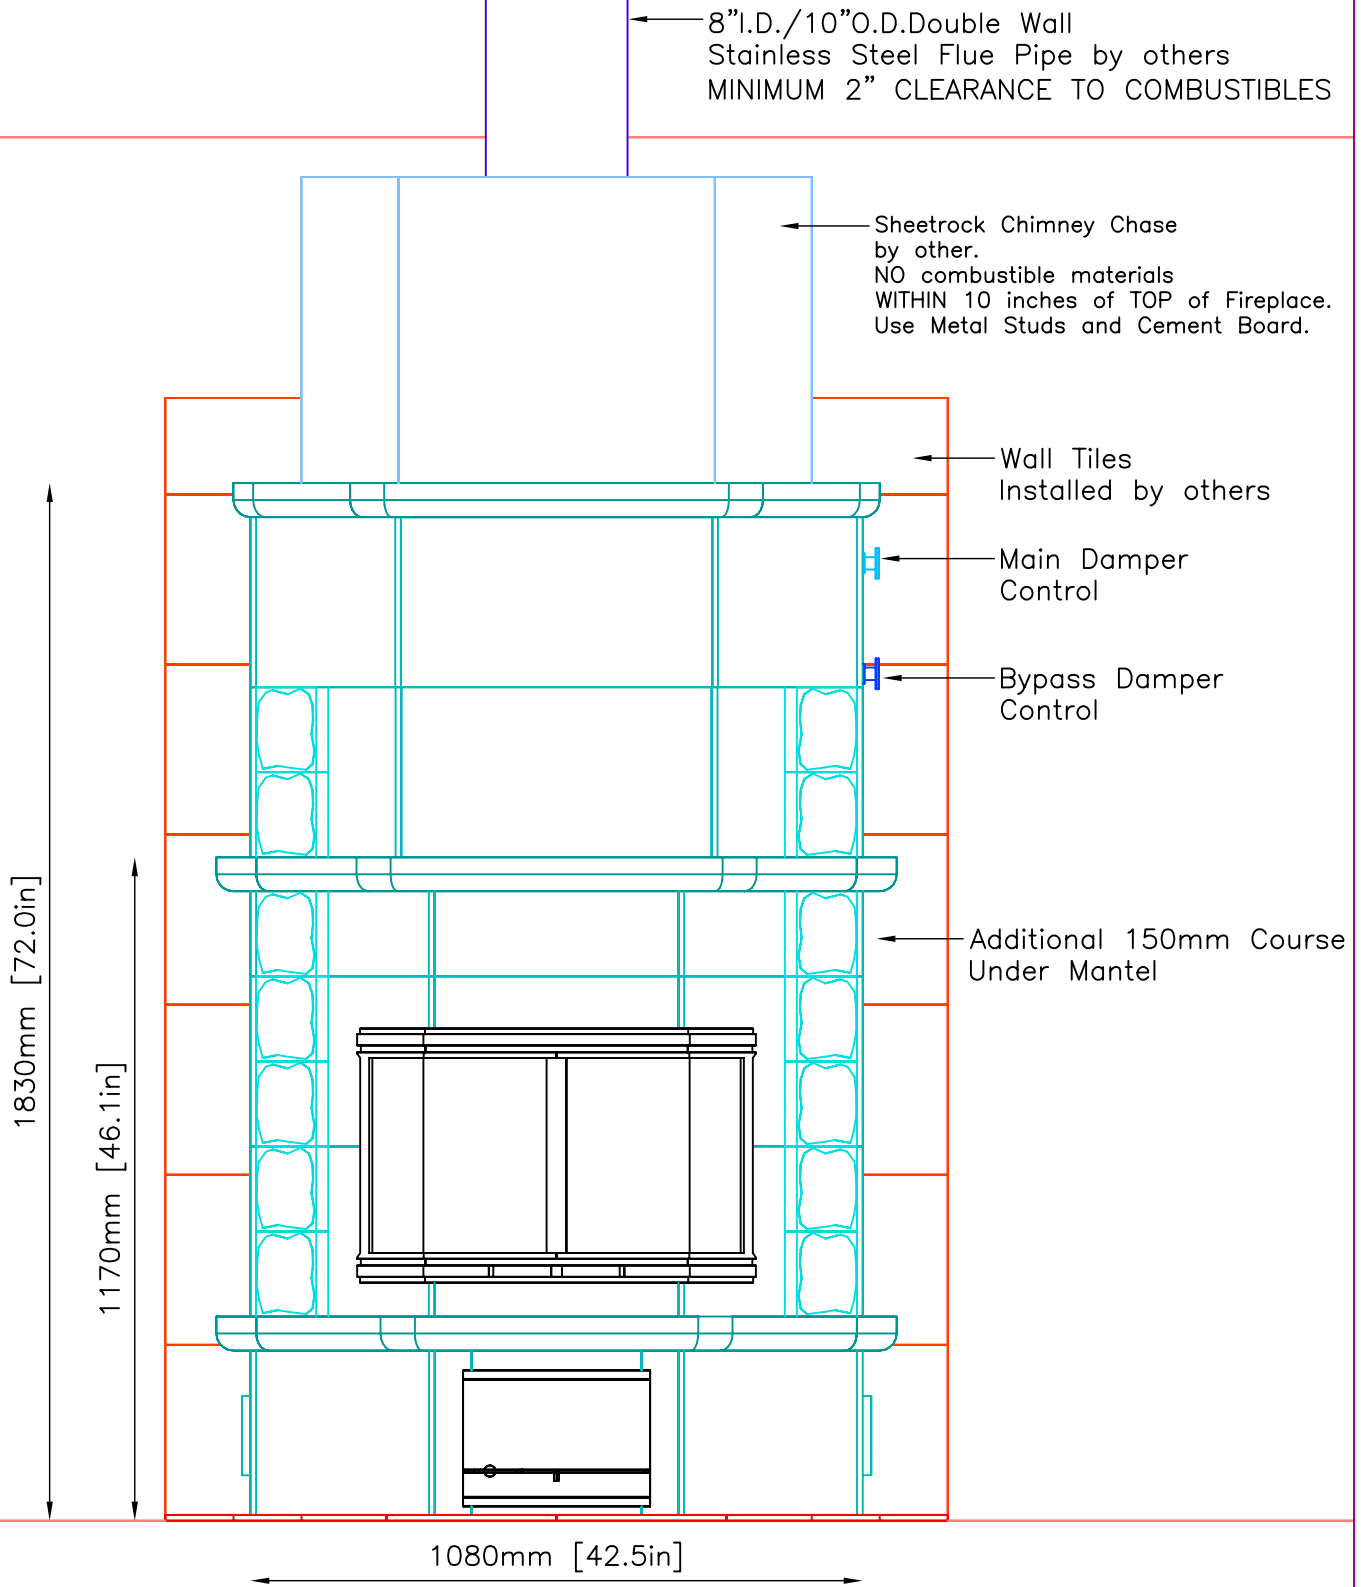 8"I.D./10"O.D.Double Wall
Stainless Steel Flue Pipe by others
MINIMUM 2" CLEARANCE TO COMBUSTIBLES
Sheetrock Chimney Chase
by other.
NO combustible materials
WITHIN 10 inches of TOP of Fireplace.
Use Metal Studs and Cement Board.
Wall Tiles
Installed by others
Main Damper
Control
Bypass Damper
Control
Additional 150mm Course
Under Mantel
1830mm [72.0in]
1170mm [46.1in]
1080mm [42.5in]